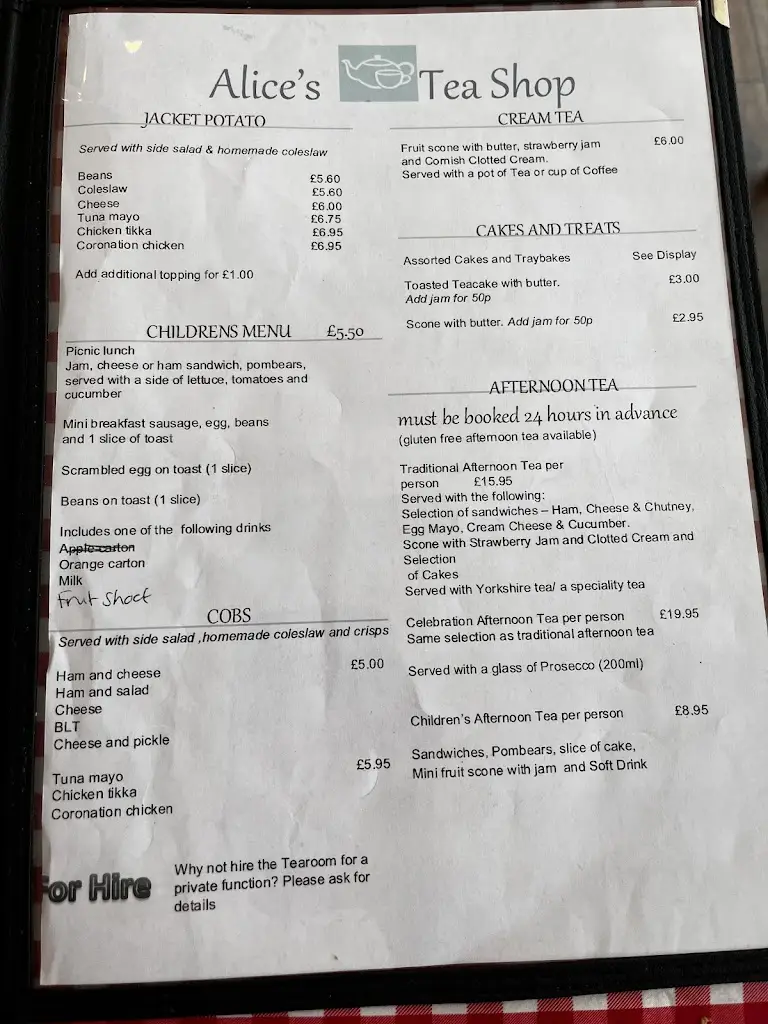 Alice's Tea Shop
JACKET POTATO
Served with side salad & homemade coleslaw
Beans £5.60
Coleslaw £5.60
Cheese £6.00
Tuna mayo £6.75
Chicken tikka £6.95
Coronation chicken £6.95
Add additional topping for £1.00
CHILDRENS MENU £5.50
Picnic lunch
Jam, cheese or ham sandwich, pombears,
served with a side of lettuce, tomatoes and
cucumber
Mini breakfast sausage, egg, beans
and 1 slice of toast
Scrambled egg on toast (1 slice)
Beans on toast (1 slice)
Includes one of the following drinks
Apple carton
Orange carton
Milk
Fruit Shoot
COBS
Served with side salad ,homemade coleslaw and crisps
Ham and cheese £5.00
Ham and salad
Cheese
BLT
Cheese and pickle
£5.95
Tuna mayo
Chicken tikka
Coronation chicken
For Hire
Why not hire the Tearoom for a
private function? Please ask for
details
CREAM TEA
Fruit scone with butter, strawberry jam £6.00
and Cornish Clotted Cream.
Served with a pot of Tea or cup of Coffee
CAKES AND TREATS
Assorted Cakes and Traybakes See Display
Toasted Teacake with butter. £3.00
Add jam for 50p
Scone with butter. Add jam for 50p £2.95
AFTERNOON TEA
must be booked 24 hours in advance
(gluten free afternoon tea available)
Traditional Afternoon Tea per
person £15.95
Served with the following:
Selection of sandwiches – Ham, Cheese & Chutney,
Egg Mayo, Cream Cheese & Cucumber.
Scone with Strawberry Jam and Clotted Cream and
Selection
of Cakes
Served with Yorkshire tea/ a speciality tea
Celebration Afternoon Tea per person £19.95
Same selection as traditional afternoon tea
Served with a glass of Prosecco (200ml)
Children's Afternoon Tea per person £8.95
Sandwiches, Pombears, slice of cake,
Mini fruit scone with jam and Soft Drink